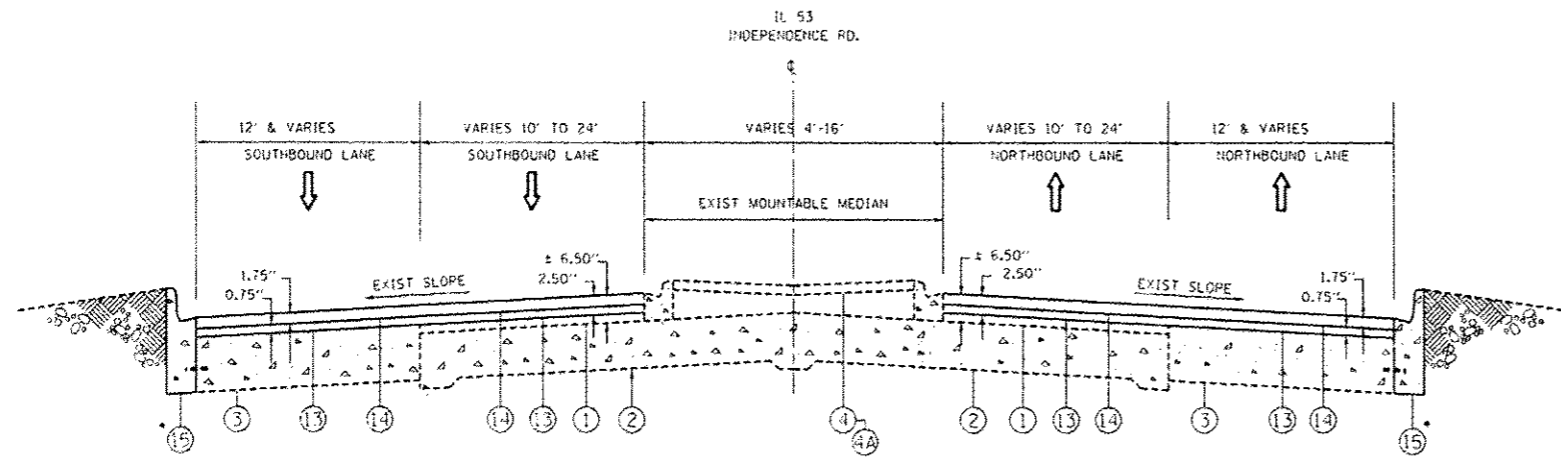 IL 53
INDEPENDENCE RD.
℄
12' & VARIES
VARIES 10' TO 24'
VARIES 4'-16'
VARIES 10' TO 24'
12' & VARIES
SOUTHBOUND LANE
SOUTHBOUND LANE
NORTHBOUND LANE
NORTHBOUND LANE
EXIST MOUNTABLE MEDIAN
1.75"
0.75"
EXIST SLOPE
± 6.50"
2.50"
± 6.50"
2.50"
EXIST SLOPE
1.75"
0.75"
* 15
3
13
14
14
13
1
2
4
4A
2
1
13
14
3
13
14
15 *